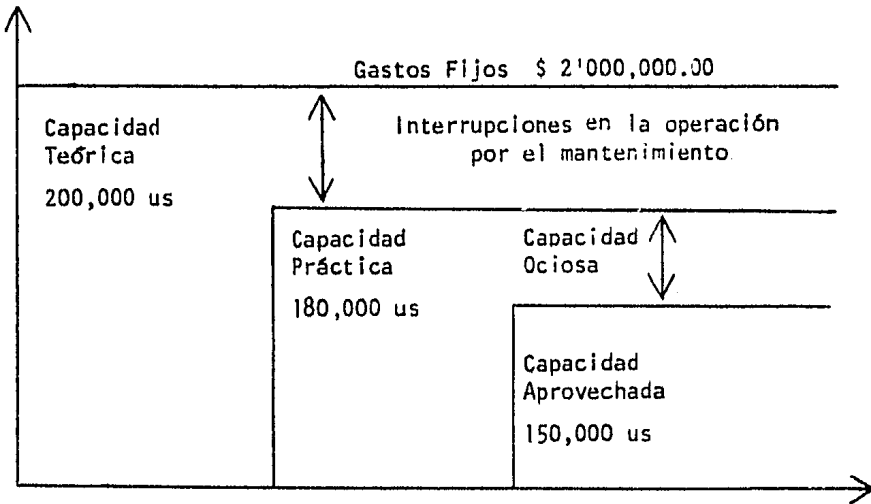 Gastos Fijos $ 2'000,000.00
Capacidad
Teórica
200,000 us
Interrupciones en la operación
por el mantenimiento
Capacidad
Práctica
180,000 us
Capacidad
Ociosa
Capacidad
Aprovechada
150,000 us